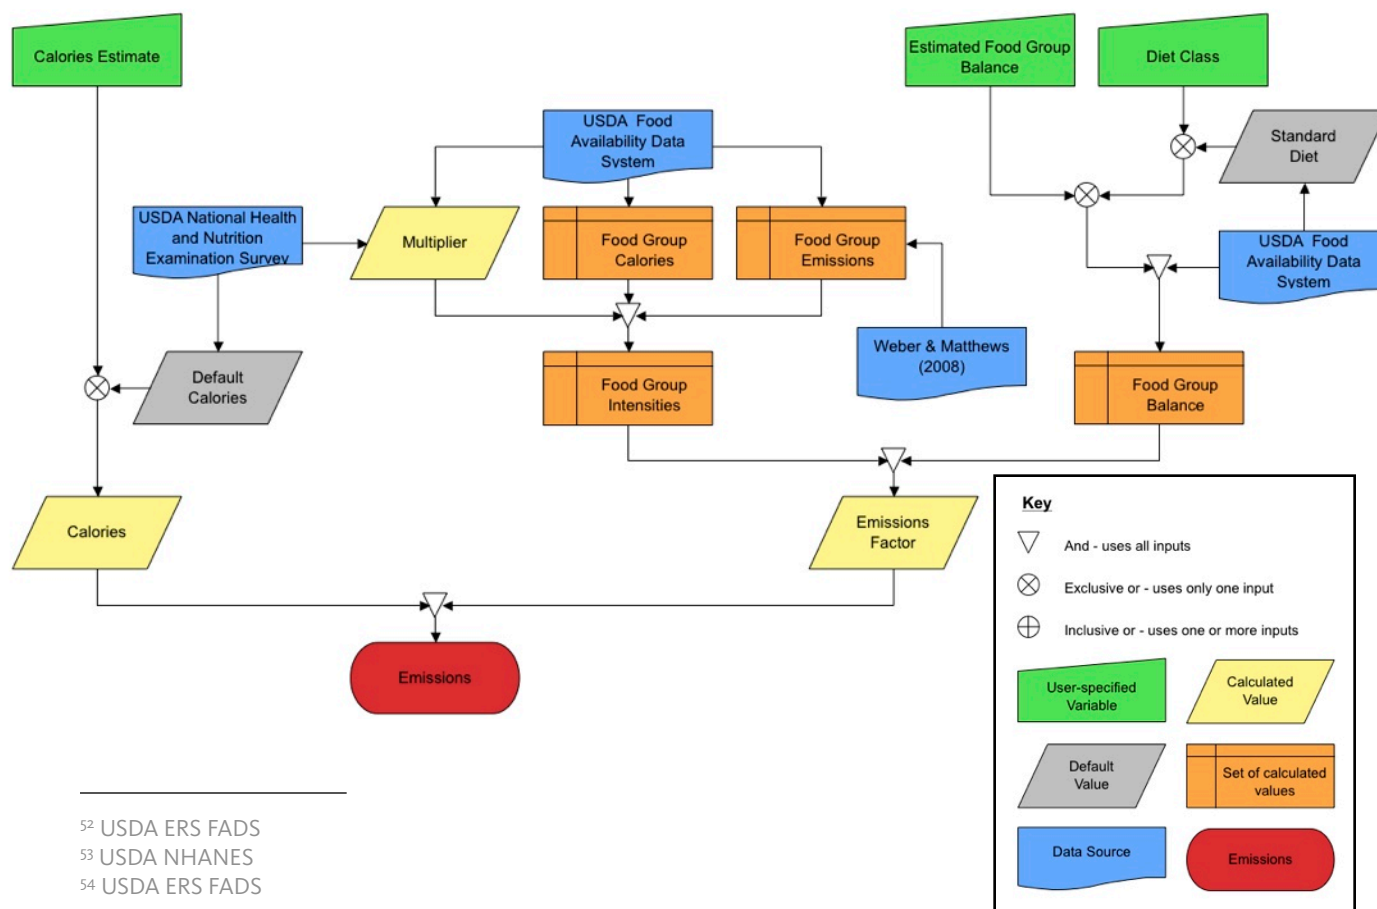 Calories Estimate
Estimated Food Group
Balance
Diet Class
USDA  Food
Availability Data
System
Standard
Diet
USDA National Health
and Nutrition
Examination Survey
Multiplier
Food Group
Calories
Food Group
Emissions
USDA  Food
Availability Data
System
Weber & Matthews
(2008)
Default
Calories
Food Group
Intensities
Food Group
Balance
Calories
Emissions
Factor
Emissions
Key
And - uses all inputs
Exclusive or - uses only one input
Inclusive or - uses one or more inputs
User-specified
Variable
Calculated
Value
Default
Value
Set of calculated
values
Data Source
Emissions
52 USDA ERS FADS
53 USDA NHANES
54 USDA ERS FADS